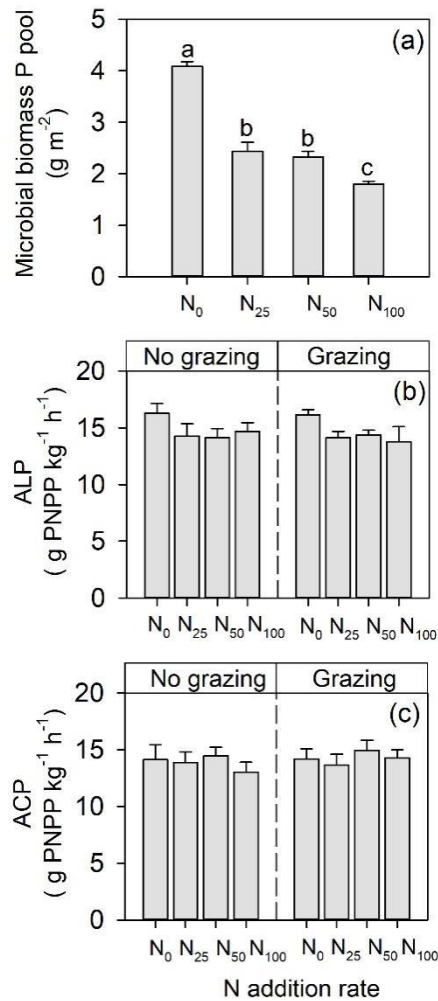 (a)
Microbial biomass P pool
(g m⁻²)
5
4
3
2
1
0
a
b
b
c
N₀ N₂₅ N₅₀ N₁₀₀
No grazing Grazing
(b)
ALP
( g PNPP kg⁻¹ h⁻¹)
20
15
10
5
0
N₀ N₂₅ N₅₀ N₁₀₀ N₀ N₂₅ N₅₀ N₁₀₀
No grazing Grazing
(c)
ACP
( g PNPP kg⁻¹ h⁻¹)
20
15
10
5
0
N₀ N₂₅ N₅₀ N₁₀₀ N₀ N₂₅ N₅₀ N₁₀₀
N addition rate